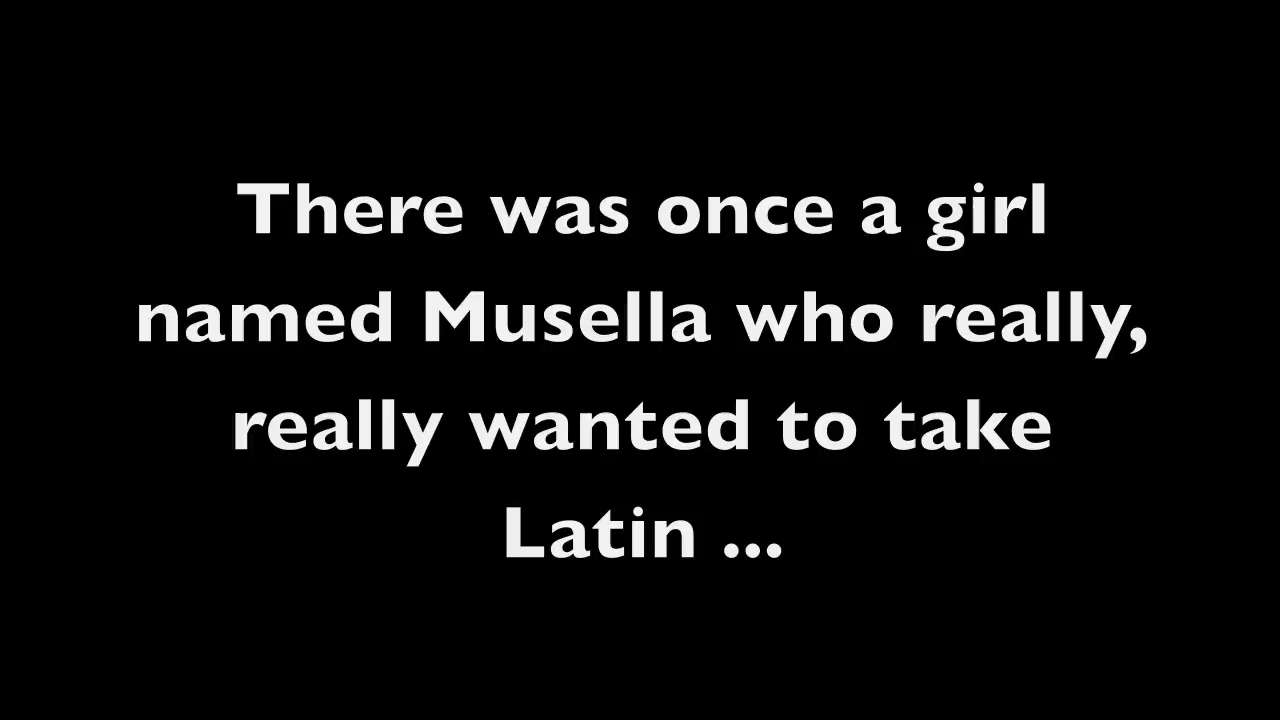 There was once a girl
named Musella who really,
really wanted to take
Latin ...